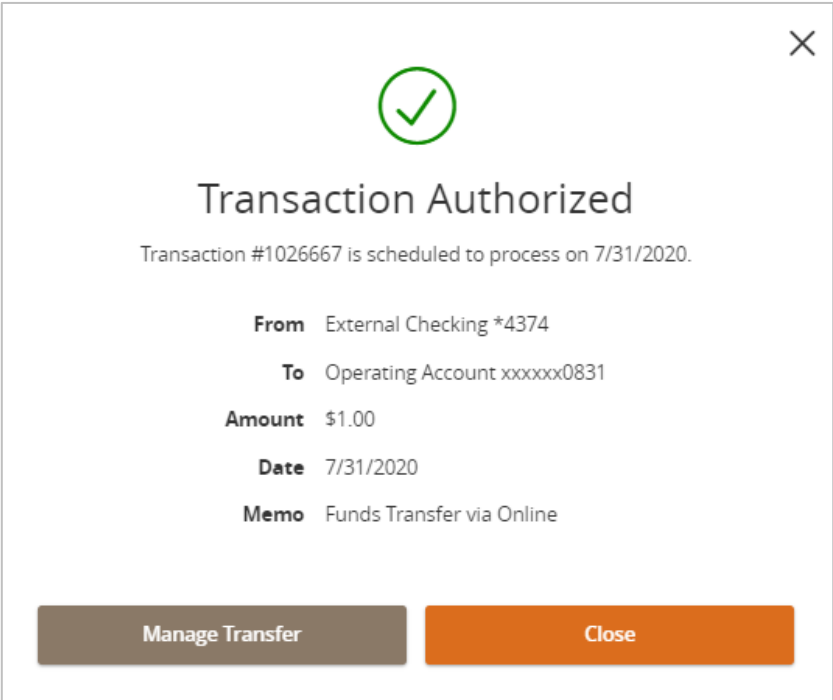 Transaction Authorized
Transaction #1026667 is scheduled to process on 7/31/2020.
From External Checking *4374
To Operating Account xxxxxx0831
Amount $1.00
Date 7/31/2020
Memo Funds Transfer via Online
Manage Transfer Close